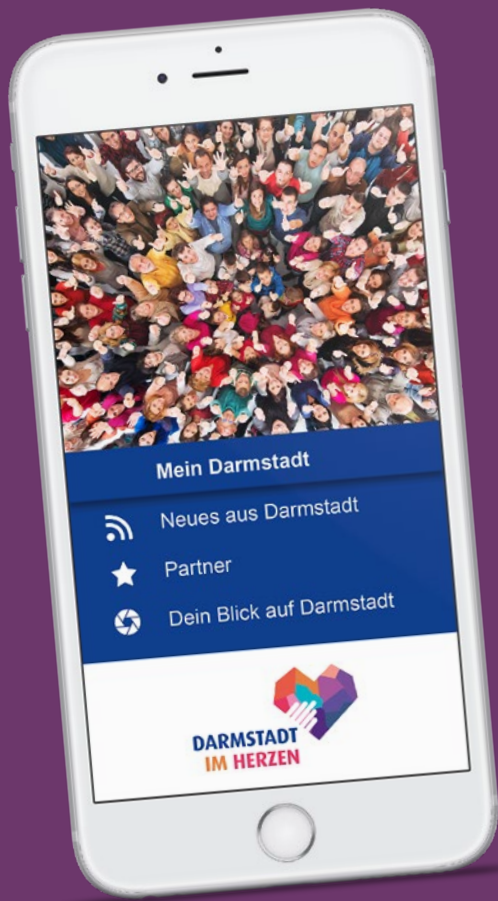 Mein Darmstadt
Neues aus Darmstadt
Partner
Dein Blick auf Darmstadt
DARMSTADT
IM HERZEN